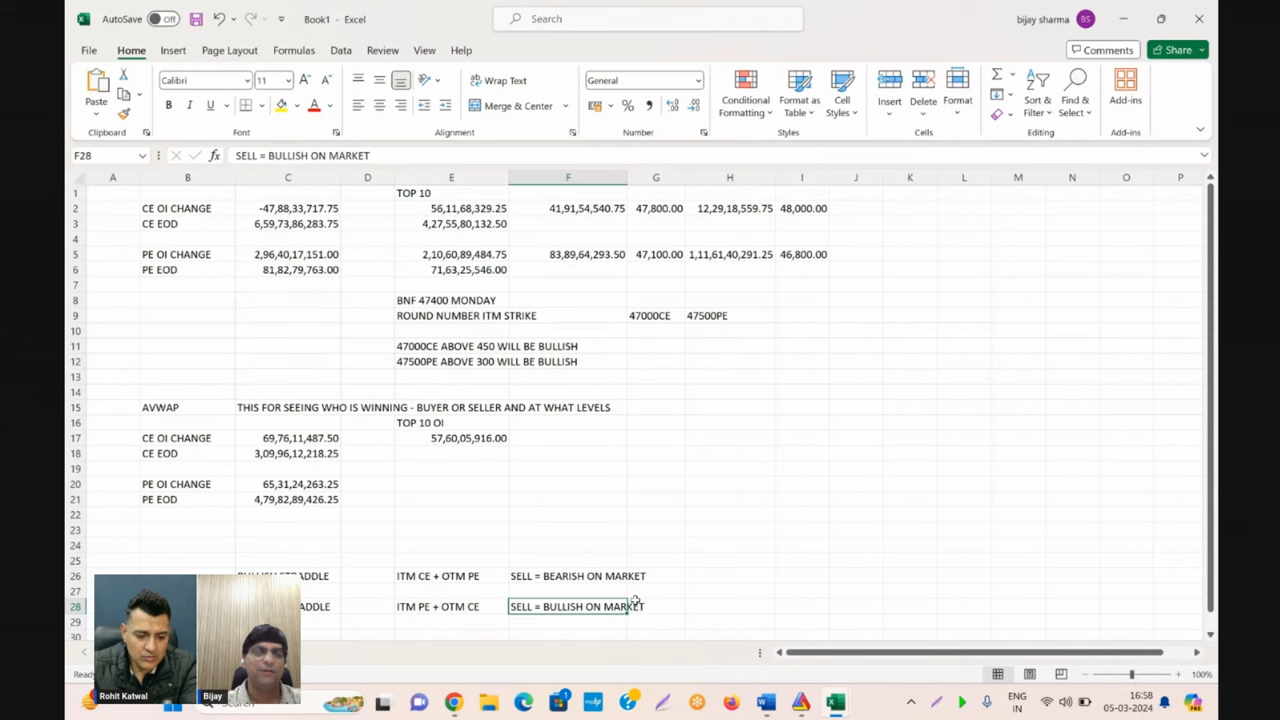 AutoSave Off Book1 - Excel Search bijay sharma BS
File Home Insert Page Layout Formulas Data Review View Help Comments Share
Paste Calibri 11 Wrap Text General Conditional Formatting Format as Table Cell Styles Insert Delete Format Sort & Filter Find & Select Add-ins
B I U Merge & Center
Clipboard Font Alignment Number Styles Cells Editing Add-ins
F28 fx SELL = BULLISH ON MARKET
A B C D E F G H I J K L M N O P
1 TOP 10
2 CE OI CHANGE -47,88,33,717.75 56,11,68,329.25 41,91,54,540.75 47,800.00 12,29,18,559.75 48,000.00
3 CE EOD 6,59,73,86,283.75 4,27,55,80,132.50
4
5 PE OI CHANGE 2,96,40,17,151.00 2,10,60,89,484.75 83,89,64,293.50 47,100.00 1,11,61,40,291.25 46,800.00
6 PE EOD 81,82,79,763.00 71,63,25,546.00
7
8 BNF 47400 MONDAY
9 ROUND NUMBER ITM STRIKE 47000CE 47500PE
10
11 47000CE ABOVE 450 WILL BE BULLISH
12 47500PE ABOVE 300 WILL BE BULLISH
13
14
15 AVWAP THIS FOR SEEING WHO IS WINNING - BUYER OR SELLER AND AT WHAT LEVELS
16 TOP 10 OI
17 CE OI CHANGE 69,76,11,487.50 57,60,05,916.00
18 CE EOD 3,09,96,12,218.25
19
20 PE OI CHANGE 65,31,24,263.25
21 PE EOD 4,79,82,89,426.25
22
23
24
25
26 STRADDLE ITM CE + OTM PE SELL = BEARISH ON MARKET
27
28 ITM PE + OTM CE SELL = BULLISH ON MARKET
29
30
Rohit Katwal Bijay
100%
ENG IN 16:58 05-03-2024